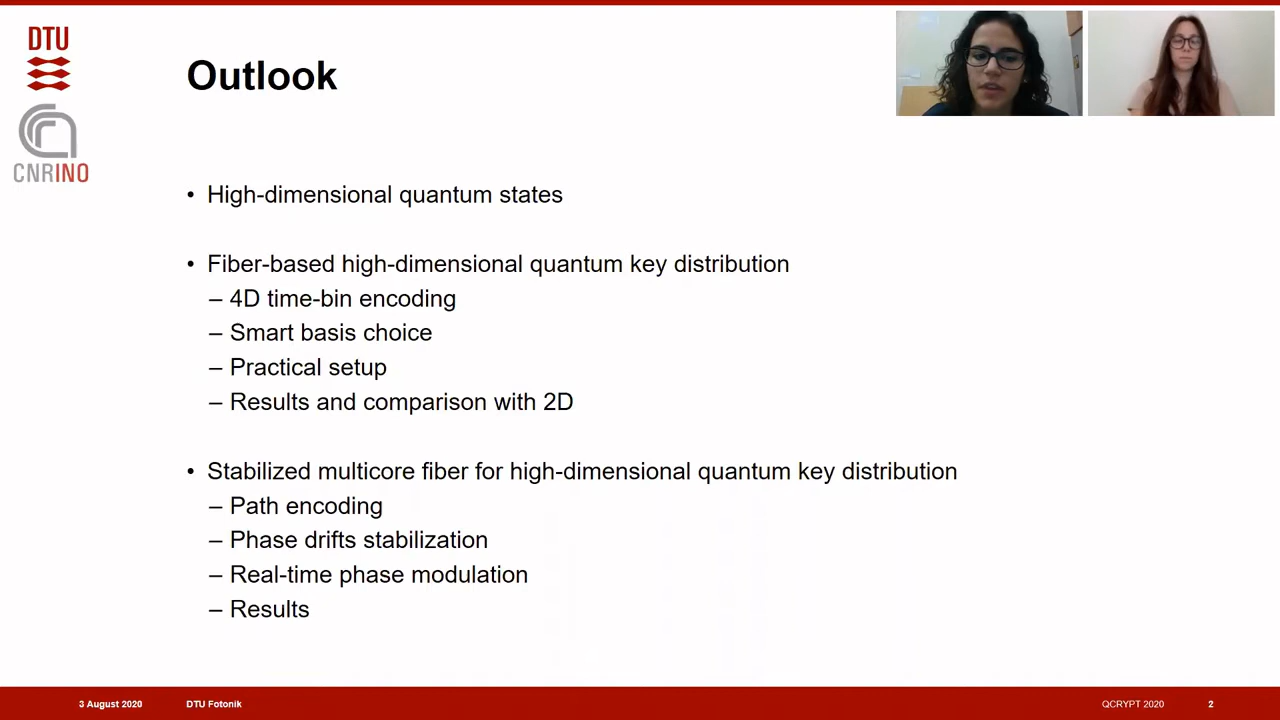 DTU
CNRINO
Outlook
• High-dimensional quantum states
• Fiber-based high-dimensional quantum key distribution
– 4D time-bin encoding
– Smart basis choice
– Practical setup
– Results and comparison with 2D
• Stabilized multicore fiber for high-dimensional quantum key distribution
– Path encoding
– Phase drifts stabilization
– Real-time phase modulation
– Results
3 August 2020 DTU Fotonik QCRYPT 2020 2